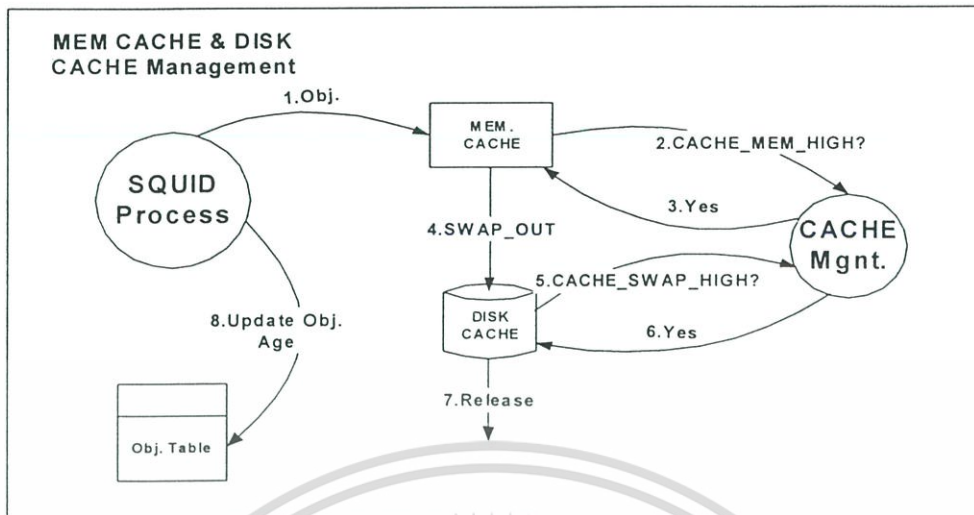 MEM CACHE & DISK
CACHE Management
1.Obj.
MEM.
CACHE
2.CACHE_MEM_HIGH?
SQUID
Process
3.Yes
4.SWAP_OUT
CACHE
Mgnt.
5.CACHE_SWAP_HIGH?
DISK
CACHE
6.Yes
8.Update Obj.
Age
7.Release
Obj. Table